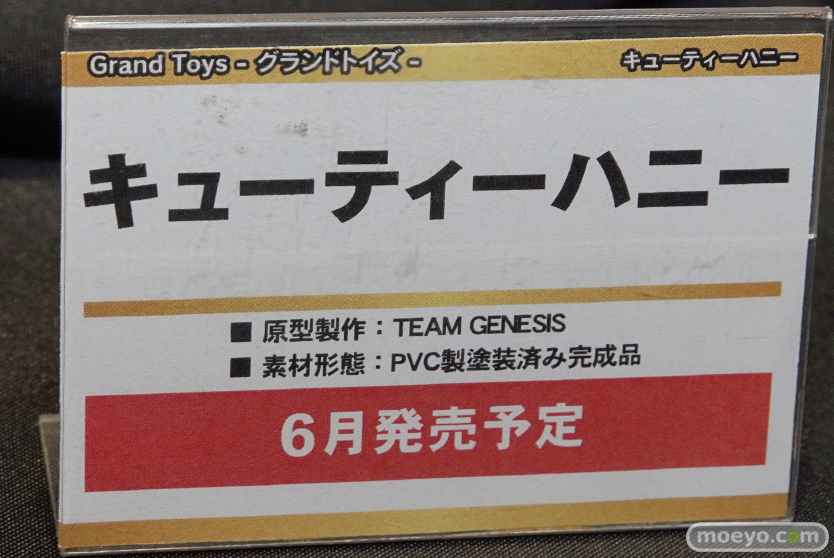 Grand Toys - グランドトイズ -
キューティーハニー
キューティーハニー
■ 原型製作：TEAM GENESIS
■ 素材形態：PVC製塗装済み完成品
6月発売予定
moeyo.com